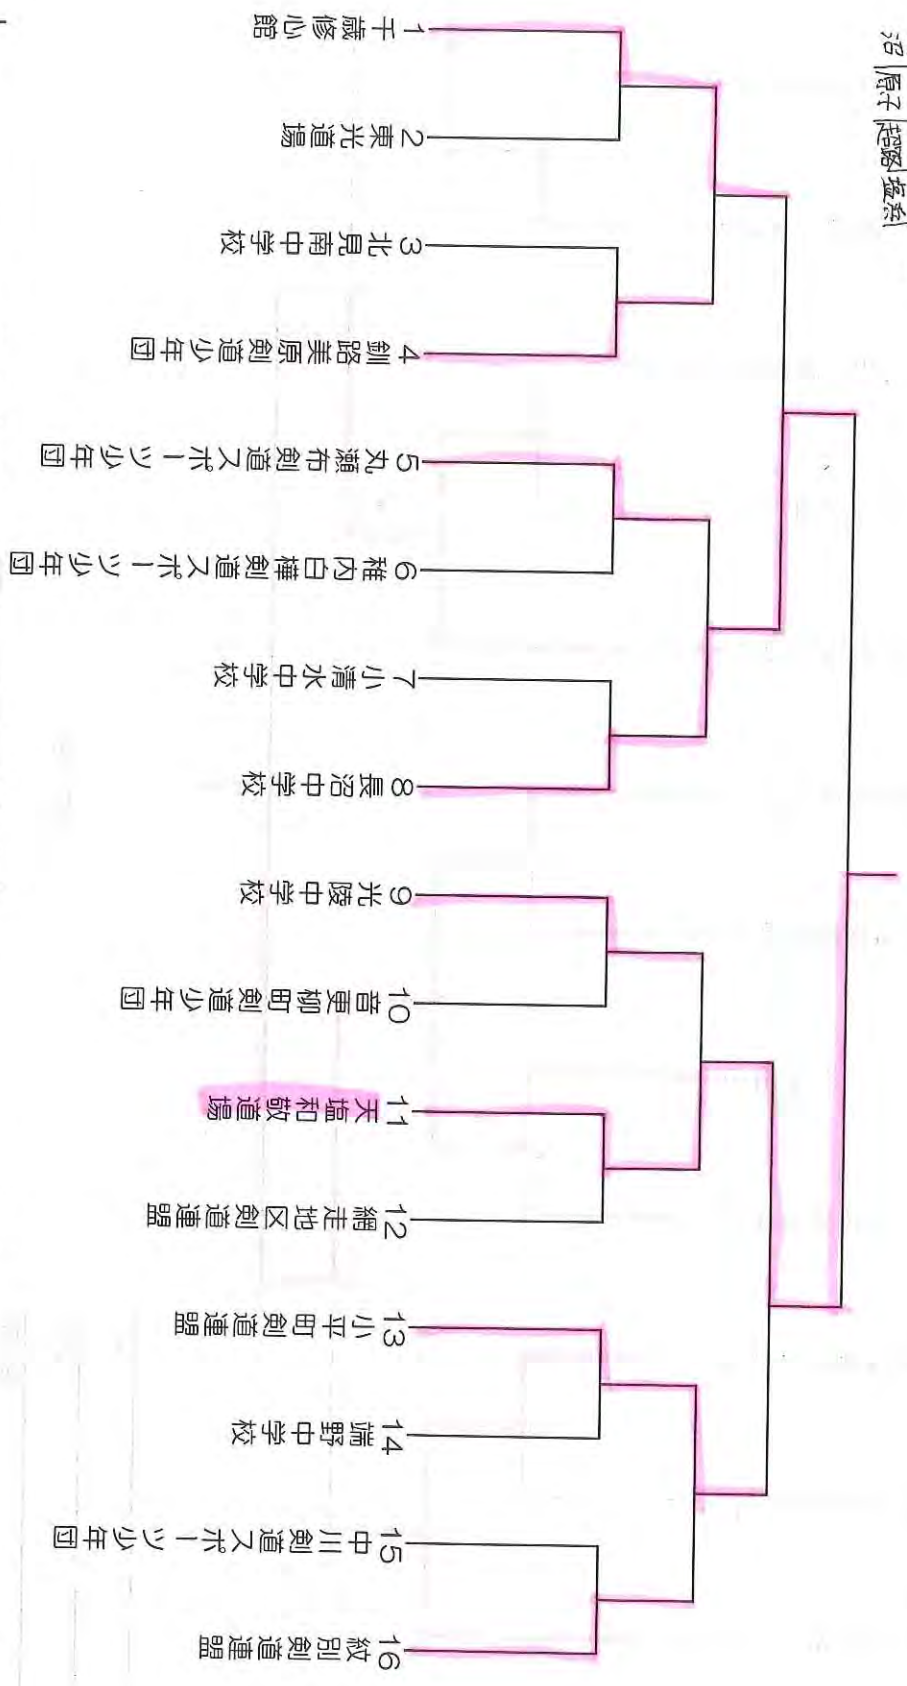 1 千歳修心館
2 東光道場
3 北見南中学校
4 釧路美原剣道少年団
5 丸瀬布剣道スポーツ少年団
6 稚内白樺剣道スポーツ少年団
7 小清水中学校
8 長沼中学校
9 光陵中学校
10 音更柳町剣道少年団
11 天塩和敬道場
12 網走地区剣道連盟
13 小平町剣道連盟
14 端野中学校
15 中川剣道スポーツ少年団
16 紋別剣道連盟